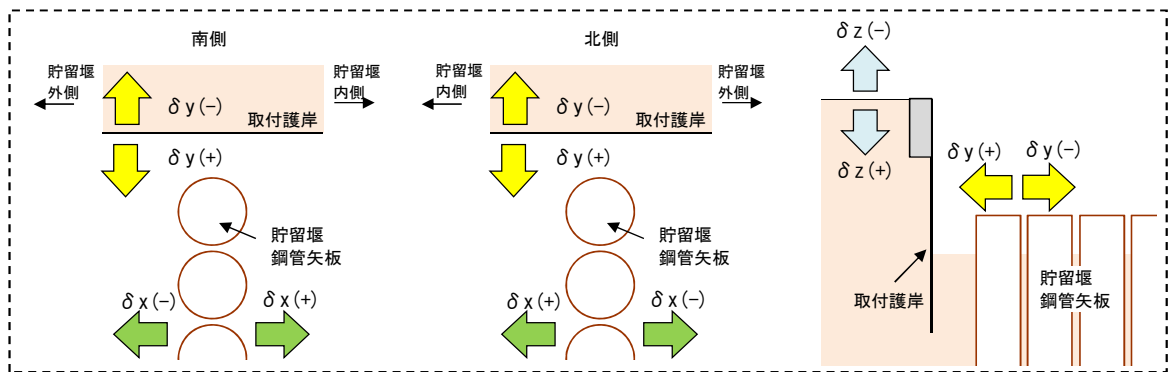 南側
貯留堰
外側
貯留堰
内側
δy(−)
取付護岸
δy(+)
貯留堰
鋼管矢板
δx(−)
δx(+)
北側
貯留堰
内側
貯留堰
外側
δy(−)
取付護岸
δy(+)
貯留堰
鋼管矢板
δx(+)
δx(−)
δz(−)
δz(+)
δy(+)
δy(−)
取付護岸
貯留堰
鋼管矢板